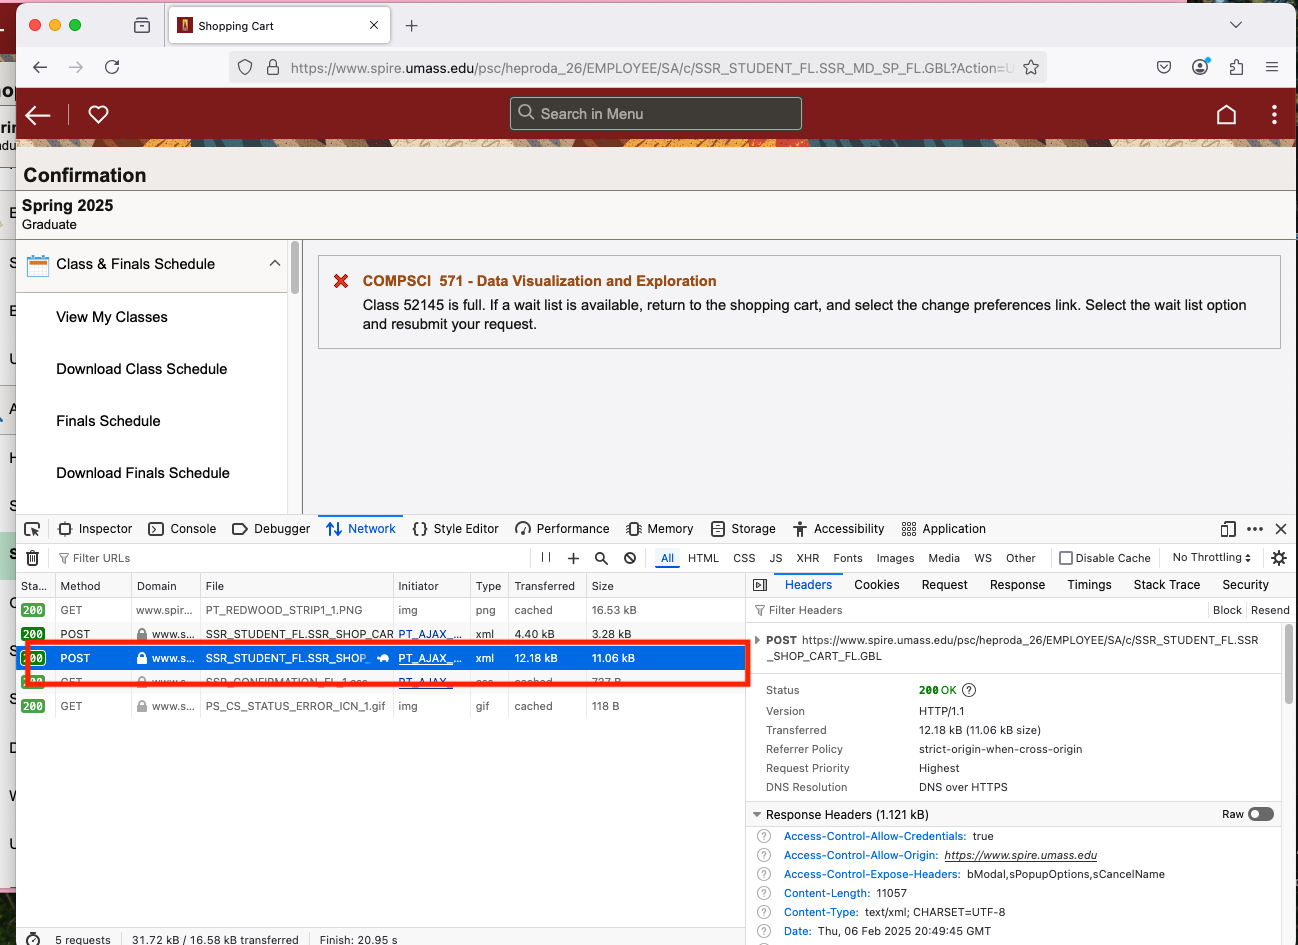 Shopping Cart
https://www.spire.umass.edu/psc/heproda_26/EMPLOYEE/SA/c/SSR_STUDENT_FL.SSR_MD_SP_FL.GBL?Action=U
Search in Menu
Confirmation
Spring 2025
Graduate
Class & Finals Schedule
View My Classes
Download Class Schedule
Finals Schedule
Download Finals Schedule
COMPSCI 571 - Data Visualization and Exploration
Class 52145 is full. If a wait list is available, return to the shopping cart, and select the change preferences link. Select the wait list option
and resubmit your request.
Inspector Console Debugger Network Style Editor Performance Memory Storage Accessibility Application
Filter URLs All HTML CSS JS XHR Fonts Images Media WS Other Disable Cache No Throttling
Sta... Method Domain File Initiator Type Transferred Size
200 GET www.spir... PT_REDWOOD_STRIP1_1.PNG img png cached 16.53 kB
200 POST www.s... SSR_STUDENT_FL.SSR_SHOP_CAR PT_AJAX_... xml 4.40 kB 3.28 kB
200 POST www.s... SSR_STUDENT_FL.SSR_SHOP_ PT_AJAX_... xml 12.18 kB 11.06 kB
200 GET www.s... SSR_CONFIRMATION_FL_1.css PT_AJAX_ css cached 727 B
200 GET www.s... PS_CS_STATUS_ERROR_ICN_1.gif img gif cached 118 B
5 requests 31.72 kB / 16.58 kB transferred Finish: 20.95 s
Headers Cookies Request Response Timings Stack Trace Security
Filter Headers Block Resend
POST https://www.spire.umass.edu/psc/heproda_26/EMPLOYEE/SA/c/SSR_STUDENT_FL.SSR
_SHOP_CART_FL.GBL
Status 200 OK
Version HTTP/1.1
Transferred 12.18 kB (11.06 kB size)
Referrer Policy strict-origin-when-cross-origin
Request Priority Highest
DNS Resolution DNS over HTTPS
Response Headers (1.121 kB) Raw
Access-Control-Allow-Credentials: true
Access-Control-Allow-Origin: https://www.spire.umass.edu
Access-Control-Expose-Headers: bModal,sPopupOptions,sCancelName
Content-Length: 11057
Content-Type: text/xml; CHARSET=UTF-8
Date: Thu, 06 Feb 2025 20:49:45 GMT